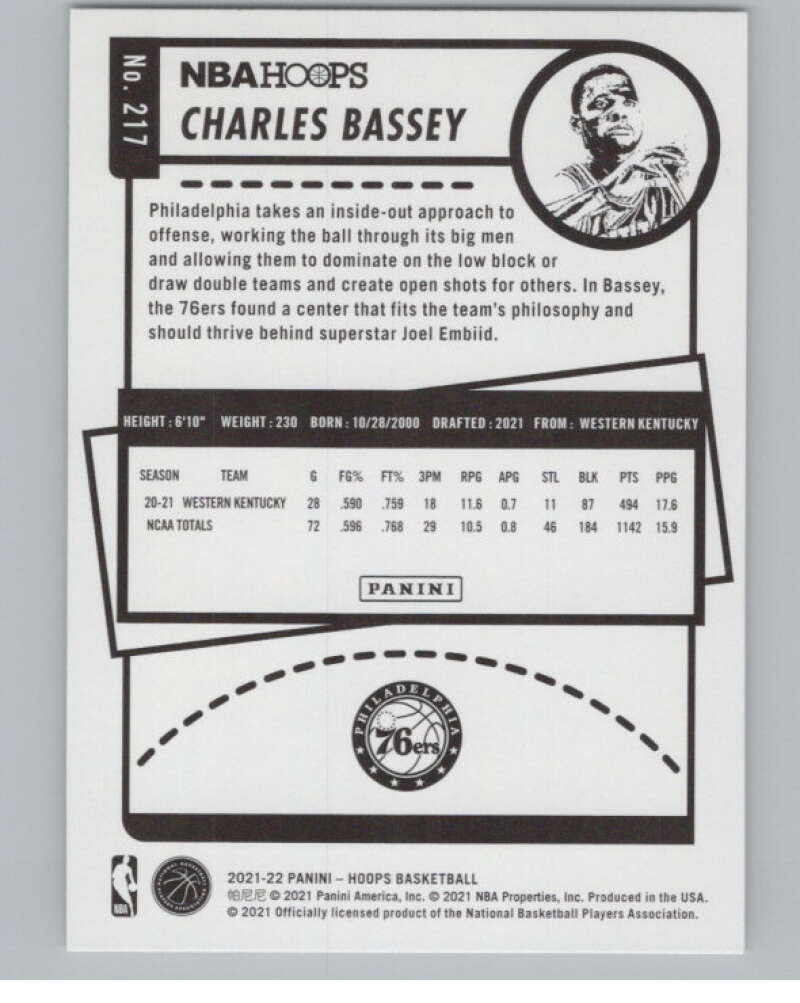 No. 217
NBA HOOPS
CHARLES BASSEY
Philadelphia takes an inside-out approach to
offense, working the ball through its big men
and allowing them to dominate on the low block or
draw double teams and create open shots for others. In Bassey,
the 76ers found a center that fits the team's philosophy and
should thrive behind superstar Joel Embiid.
HEIGHT : 6'10" WEIGHT : 230 BORN : 10/28/2000 DRAFTED : 2021 FROM : WESTERN KENTUCKY
SEASON TEAM G FG% FT% 3PM RPG APG STL BLK PTS PPG
20-21 WESTERN KENTUCKY 28 .590 .759 18 11.6 0.7 11 87 494 17.6
NCAA TOTALS 72 .596 .768 29 10.5 0.8 46 184 1142 15.9
PANINI
PHILADELPHIA
76ers
NBA
2021-22 PANINI – HOOPS BASKETBALL
帕尼尼 © 2021 Panini America, Inc. © 2021 NBA Properties, Inc. Produced in the USA.
© 2021 Officially licensed product of the National Basketball Players Association.